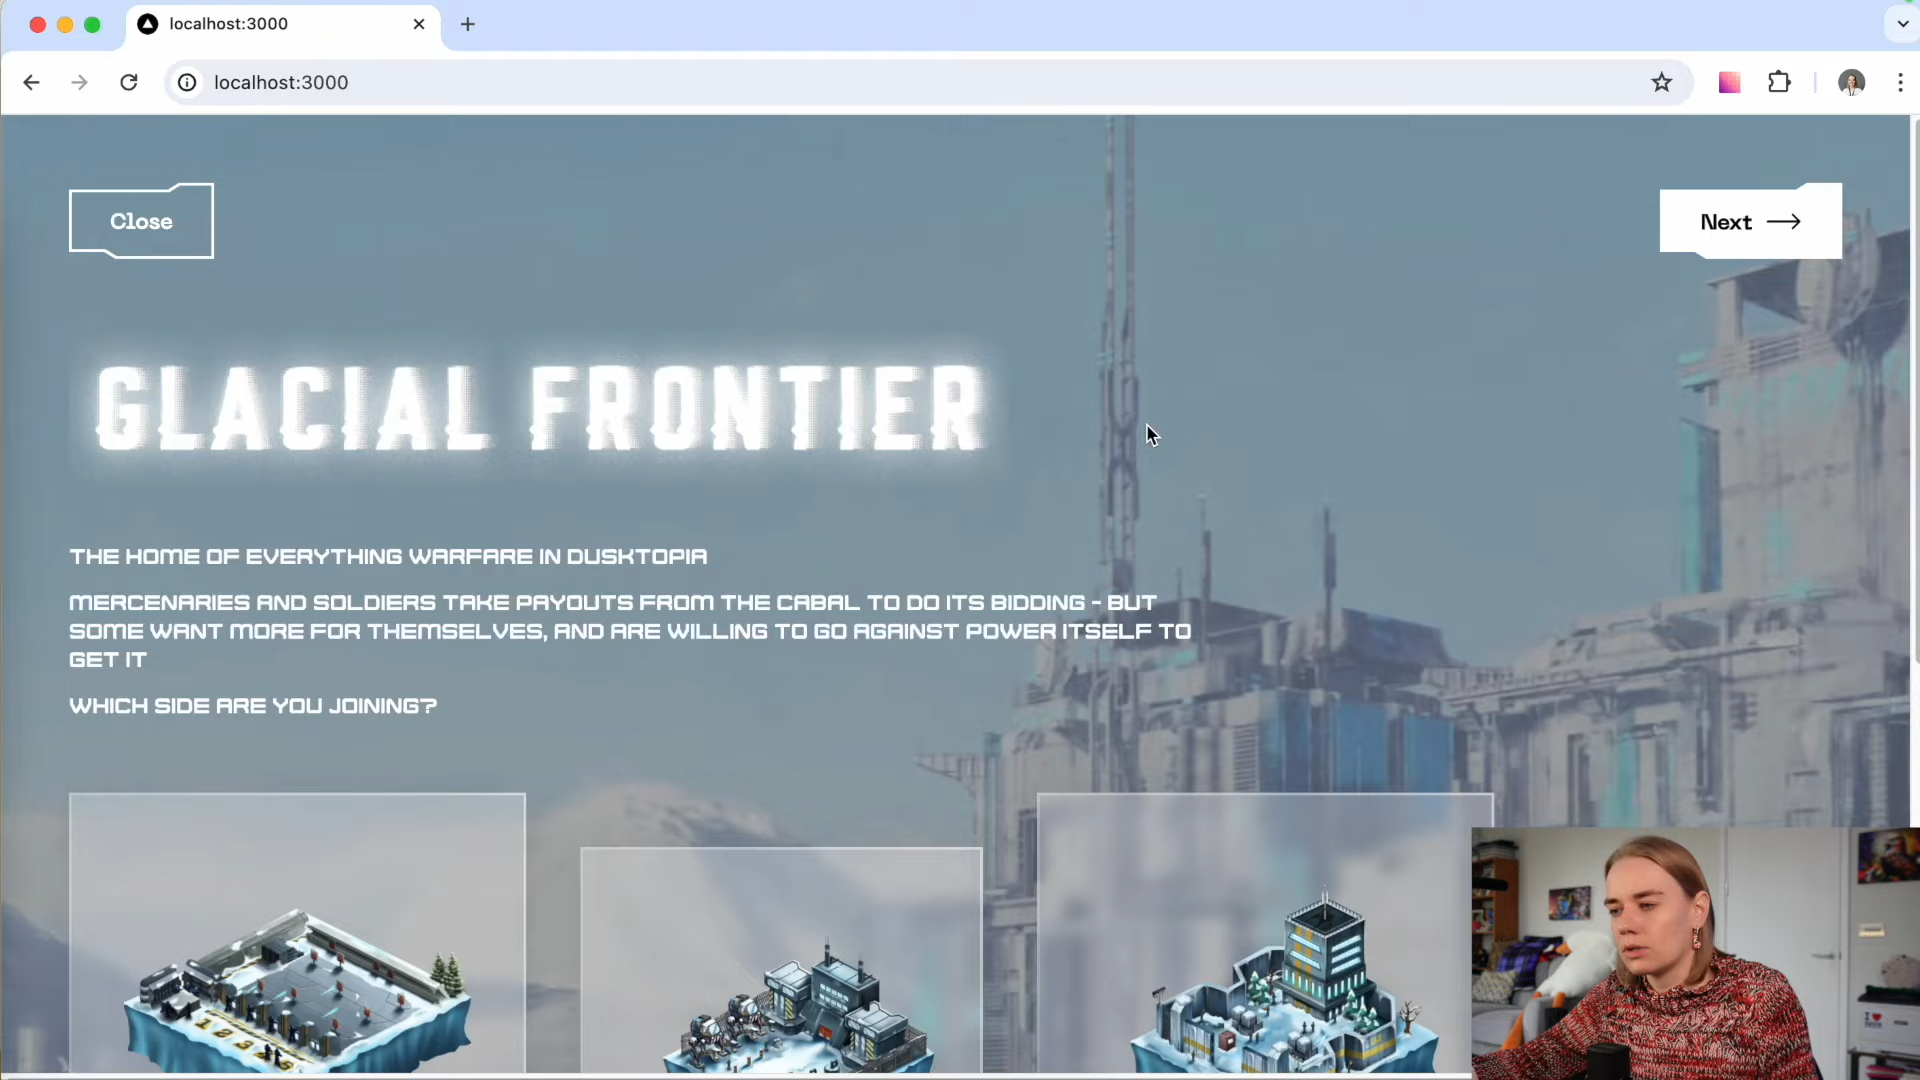 localhost:3000
localhost:3000
Close
Next
GLACIAL FRONTIER
THE HOME OF EVERYTHING WARFARE IN DUSKTOPIA
MERCENARIES AND SOLDIERS TAKE PAYOUTS FROM THE CABAL TO DO ITS BIDDING - BUT
SOME WANT MORE FOR THEMSELVES, AND ARE WILLING TO GO AGAINST POWER ITSELF TO
GET IT
WHICH SIDE ARE YOU JOINING?